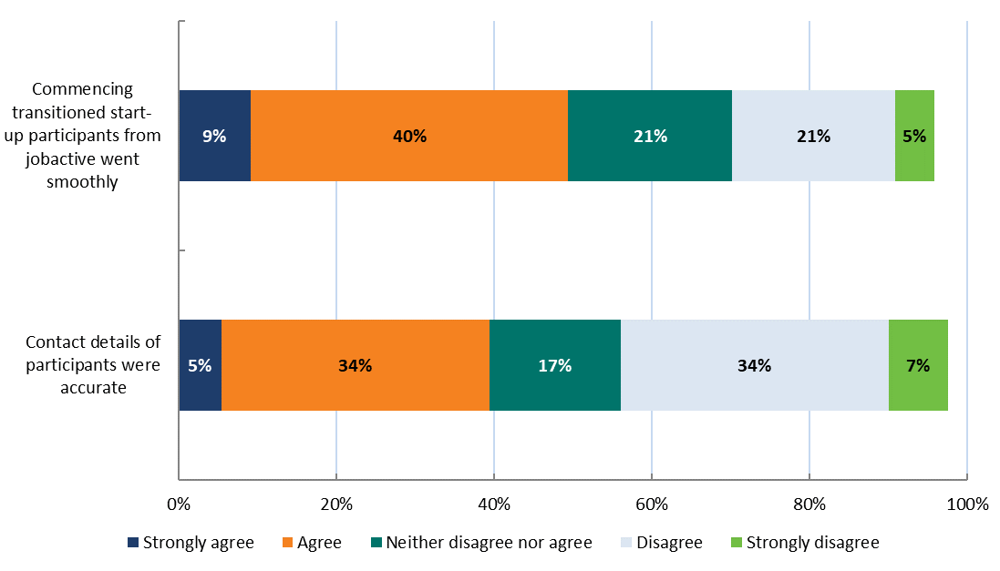 Commencing
transitioned start-
up participants from
jobactive went
smoothly
9% 40% 21% 21% 5%
Contact details of
participants were
accurate
5% 34% 17% 34% 7%
0% 20% 40% 60% 80% 100%
Strongly agree Agree Neither disagree nor agree Disagree Strongly disagree